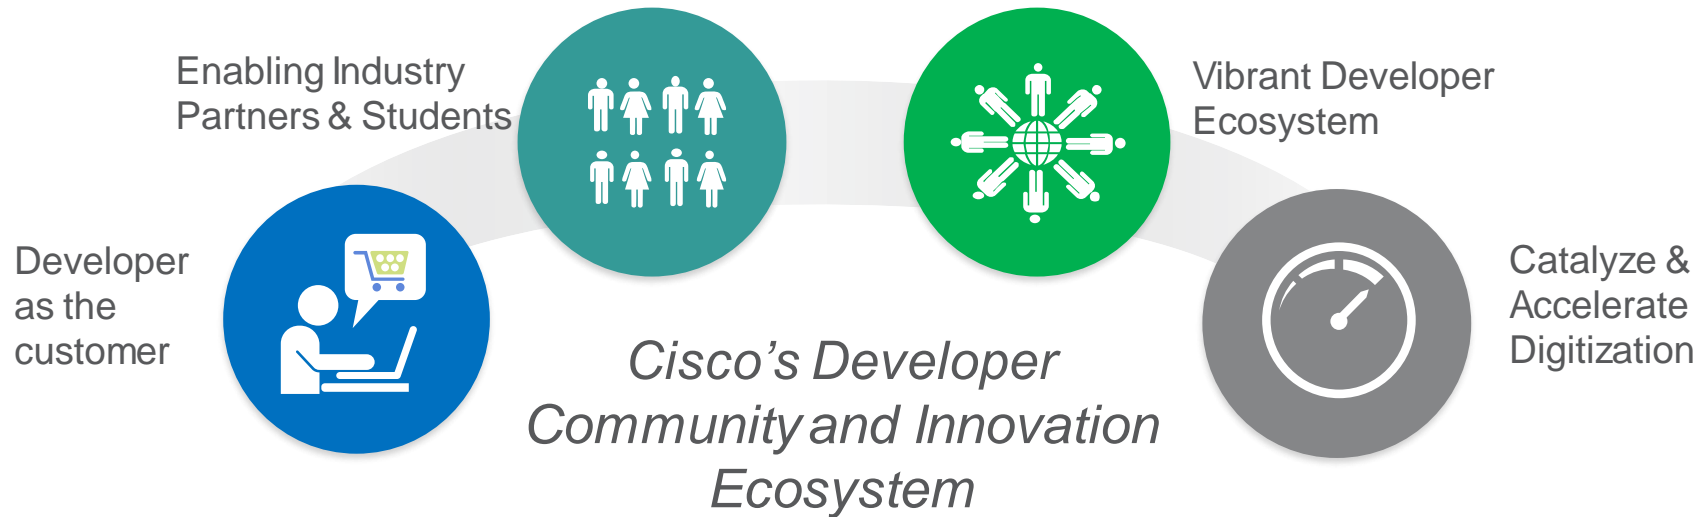 Enabling Industry
Partners & Students
Vibrant Developer
Ecosystem
Developer
as the
customer
Catalyze &
Accelerate
Digitization
Cisco’s Developer
Community and Innovation
Ecosystem